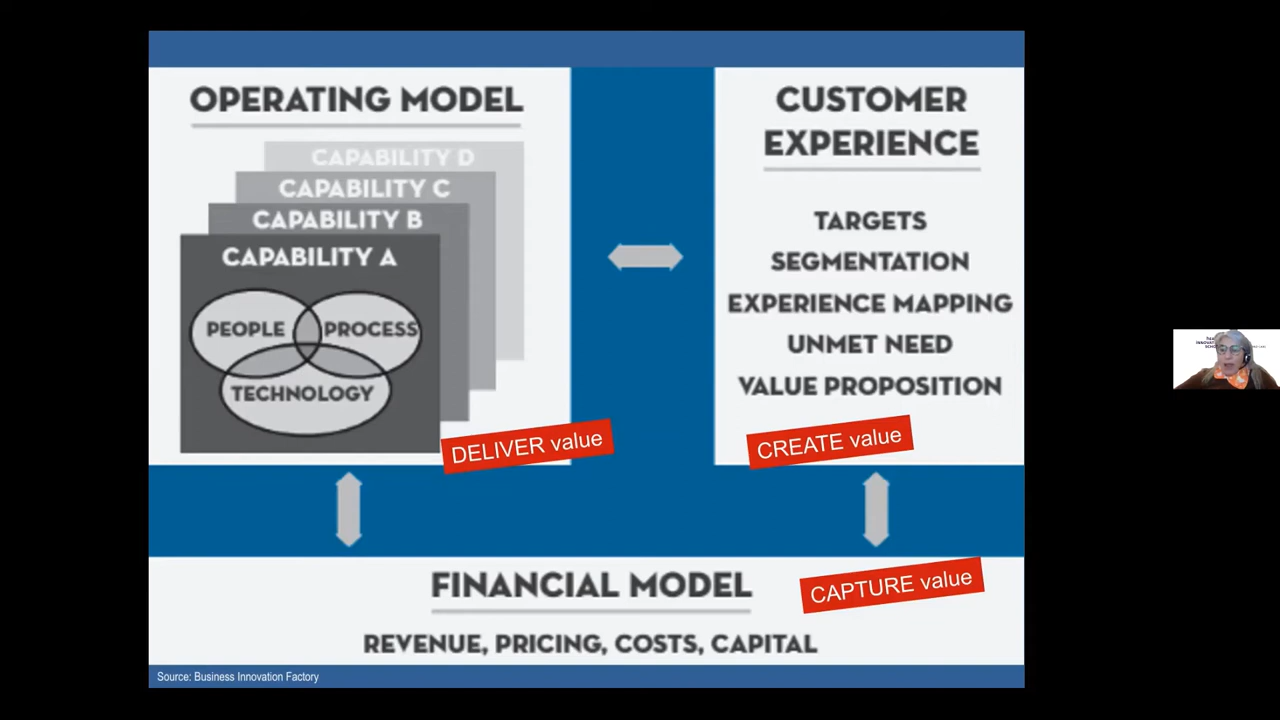 OPERATING MODEL
CAPABILITY D
CAPABILITY C
CAPABILITY B
CAPABILITY A
PEOPLE
PROCESS
TECHNOLOGY
DELIVER value
CUSTOMER
EXPERIENCE
TARGETS
SEGMENTATION
EXPERIENCE MAPPING
UNMET NEED
VALUE PROPOSITION
CREATE value
FINANCIAL MODEL
CAPTURE value
REVENUE, PRICING, COSTS, CAPITAL
Source: Business Innovation Factory